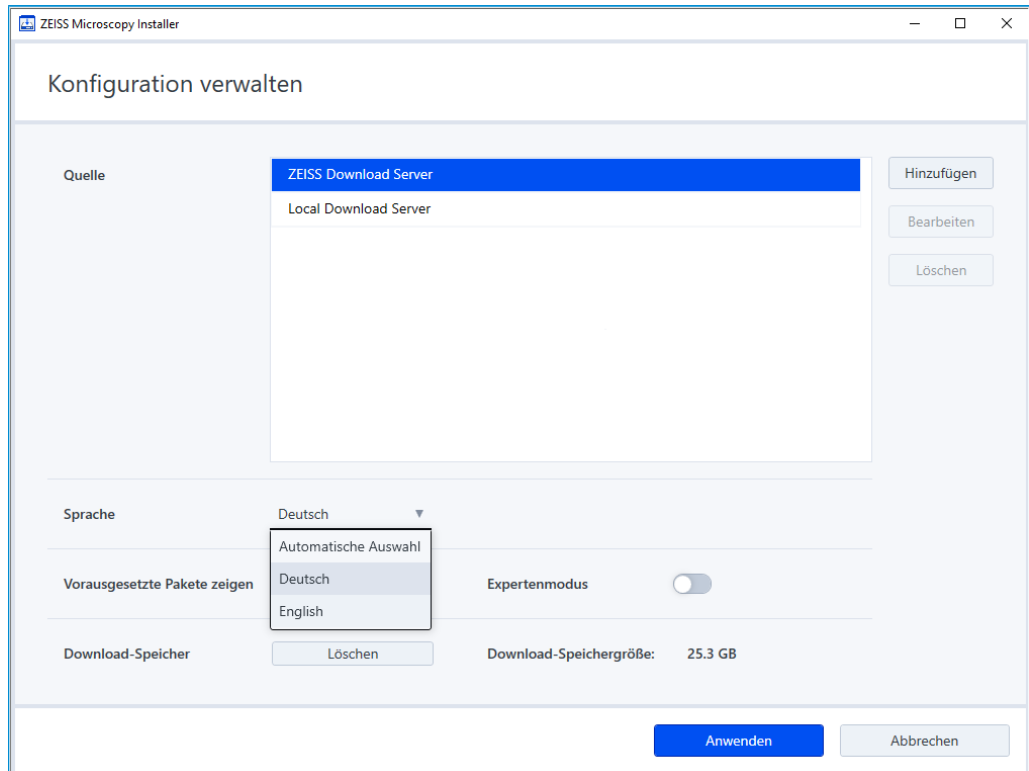 ZEISS Microscopy Installer
Konfiguration verwalten
Quelle
ZEISS Download Server
Local Download Server
Hinzufügen
Bearbeiten
Löschen
Sprache
Deutsch
Automatische Auswahl
Deutsch
English
Vorausgesetzte Pakete zeigen
Expertenmodus
Download-Speicher
Löschen
Download-Speichergröße:
25.3 GB
Anwenden
Abbrechen